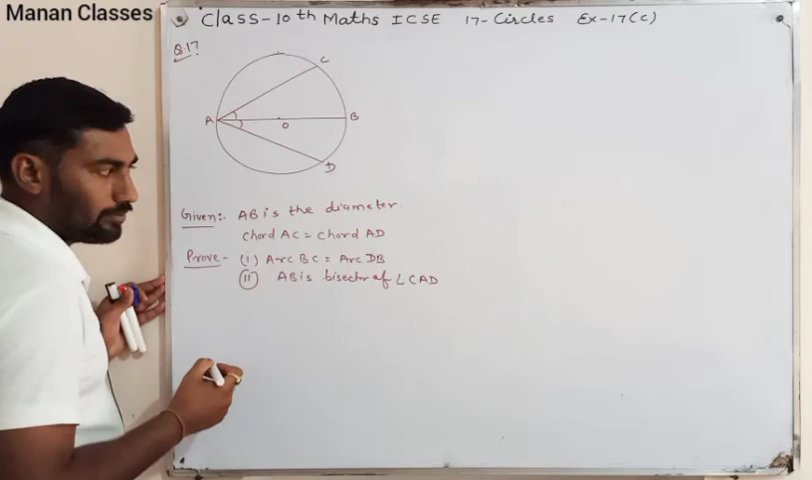 Manan Classes
Class-10th Maths ICSE 17-Circles Ex-17(C)
Q.17
C
A
B
O
D
Given:- AB is the diameter
Chord AC = Chord AD
Prove- (i) Arc BC = Arc DB
(ii) AB is bisector of ∠CAD